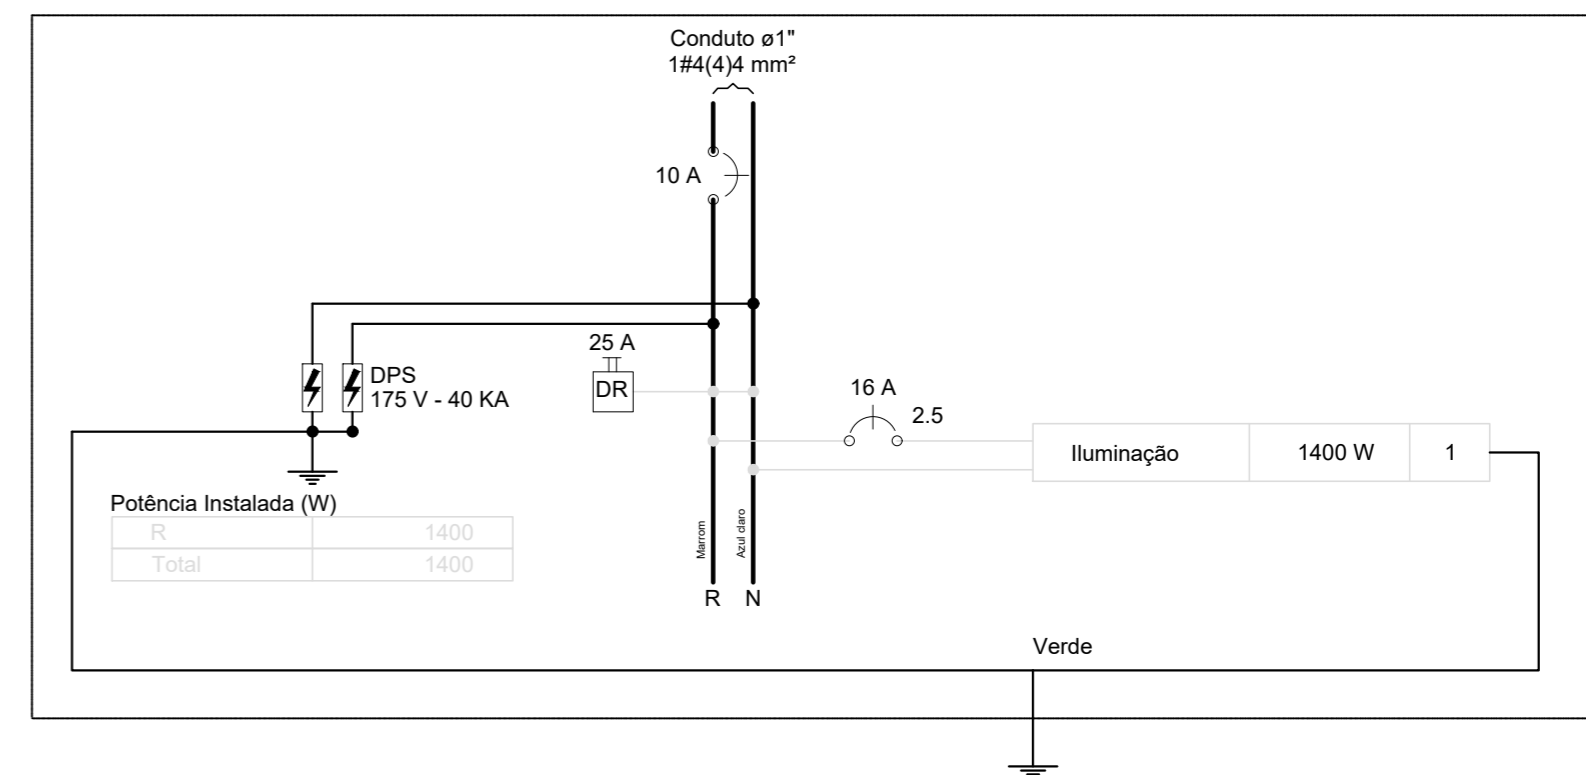 Conduto ø1"
1#4(4)4 mm²
10 A
25 A
DR
DPS
175 V - 40 KA
16 A
2.5
Iluminação 1400 W 1
Potência Instalada (W)
R 1400
Total 1400
Marrom
Azul claro
R N
Verde